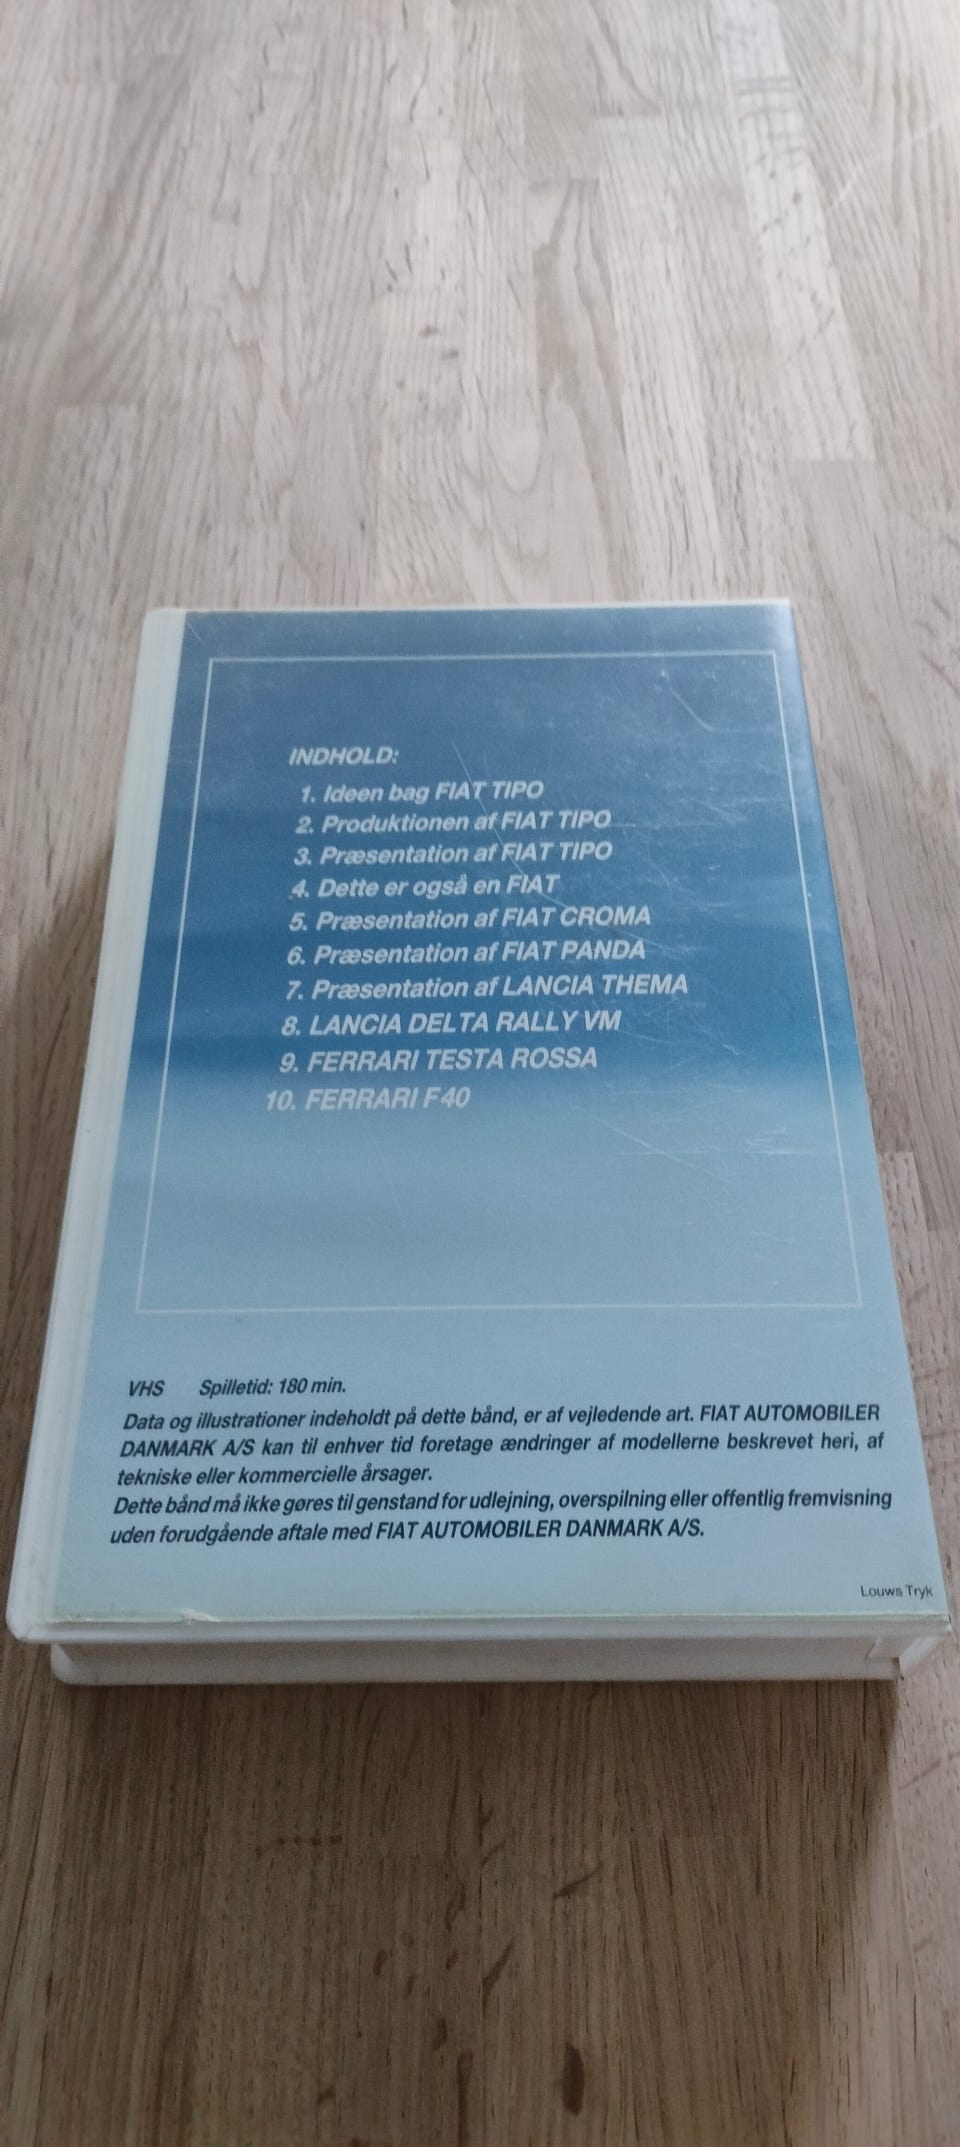 INDHOLD:
1. Ideen bag FIAT TIPO
2. Produktionen af FIAT TIPO
3. Præsentation af FIAT TIPO
4. Dette er også en FIAT
5. Præsentation af FIAT CROMA
6. Præsentation af FIAT PANDA
7. Præsentation af LANCIA THEMA
8. LANCIA DELTA RALLY VM
9. FERRARI TESTA ROSSA
10. FERRARI F40
VHS Spilletid: 180 min.
Data og illustrationer indeholdt på dette bånd, er af vejledende art. FIAT AUTOMOBILER
DANMARK A/S kan til enhver tid foretage ændringer af modellerne beskrevet heri, af
tekniske eller kommercielle årsager.
Dette bånd må ikke gøres til genstand for udlejning, overspilning eller offentlig fremvisning
uden forudgående aftale med FIAT AUTOMOBILER DANMARK A/S.
Louws Tryk